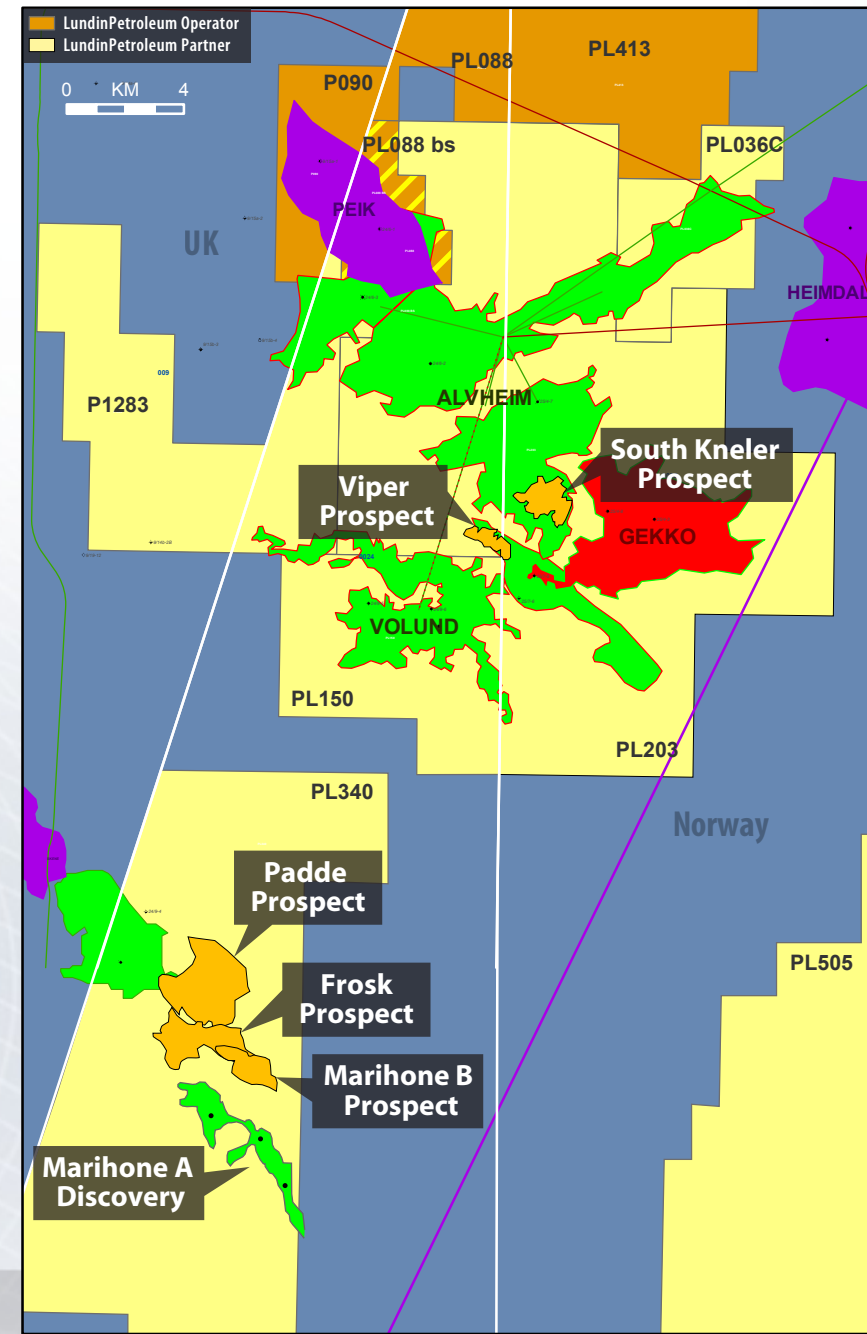 LundinPetroleum Operator
LundinPetroleum Partner
0 KM 4
PL088
PL413
P090
PL088 bs
PL036C
PEIK
UK
HEIMDAL
009
P1283
ALVHEIM
South Kneler
Prospect
Viper
Prospect
GEKKO
0024
VOLUND
PL150
PL203
PL340
Norway
Padde
Prospect
PL505
Frosk
Prospect
Marihone B
Prospect
Marihone A
Discovery